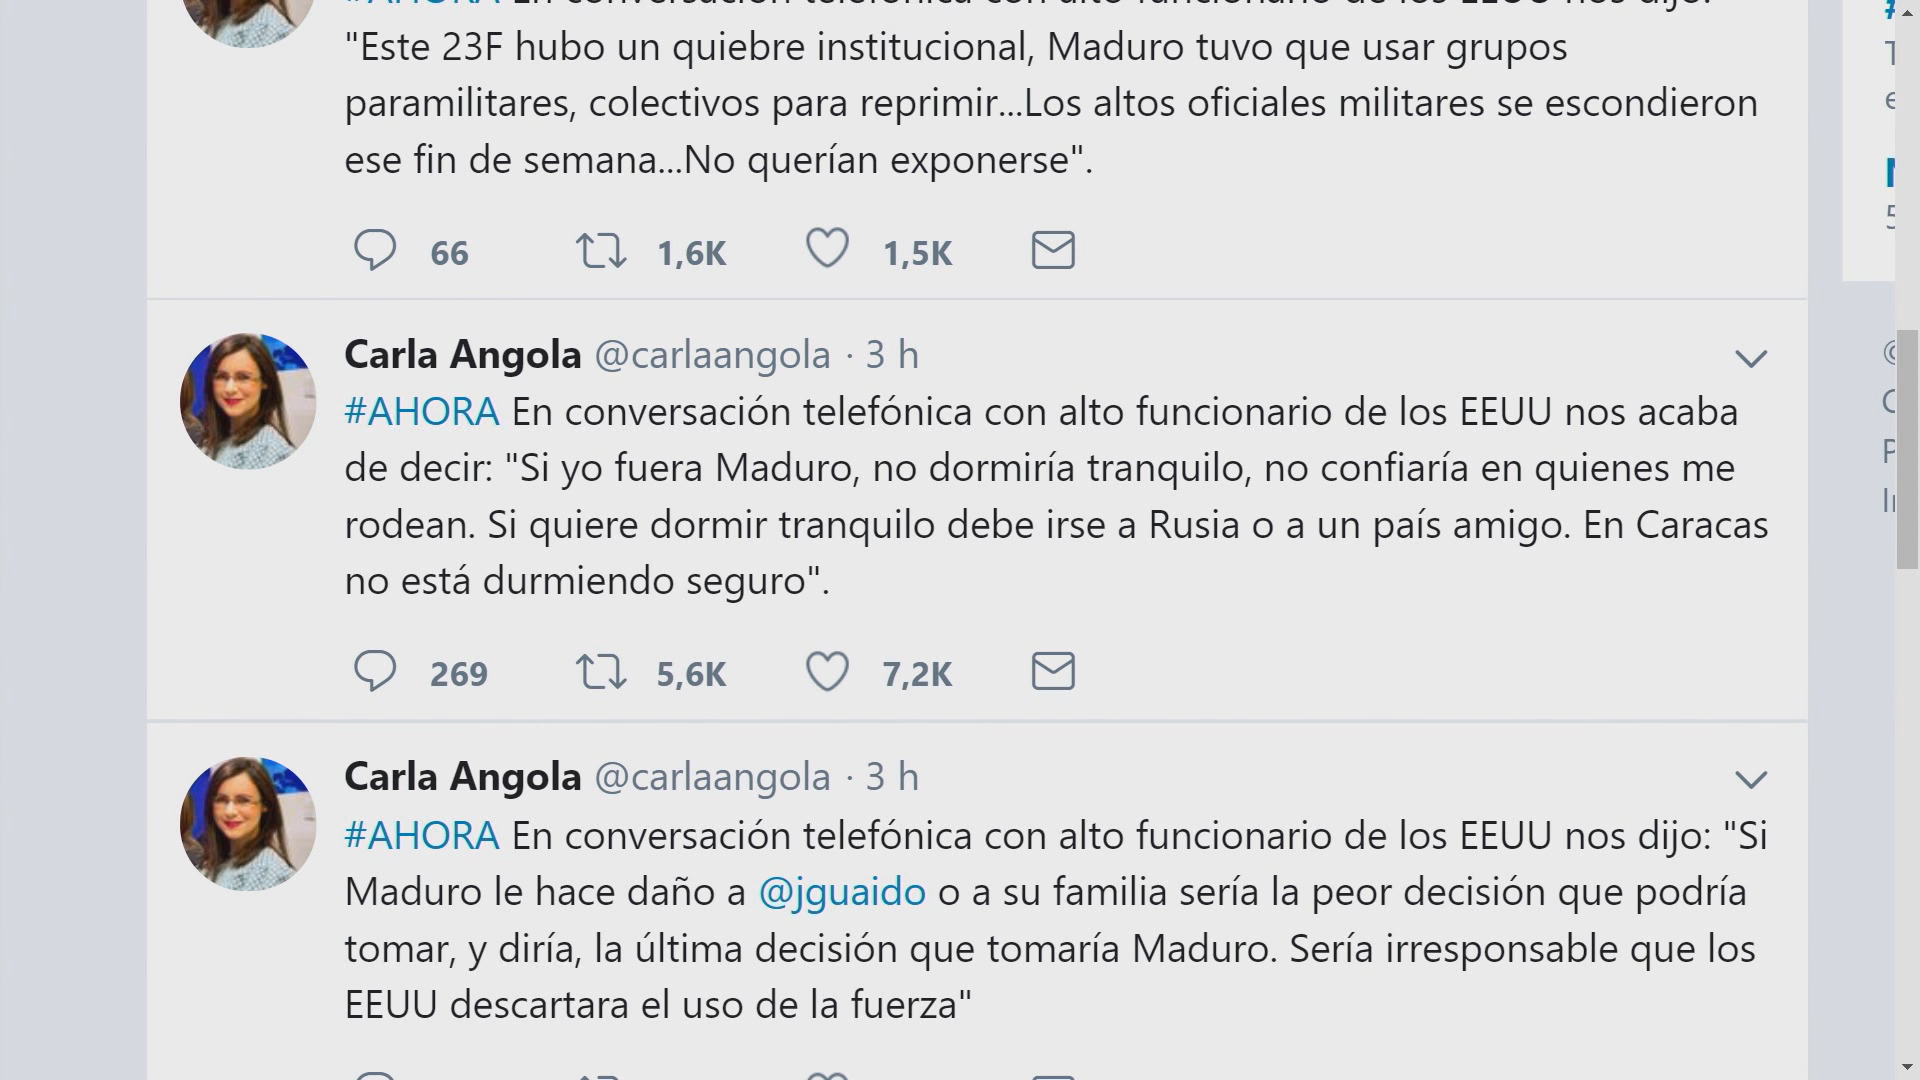 #AHORA En conversación telefónica con alto funcionario de los EEUU nos dijo:
"Este 23F hubo un quiebre institucional, Maduro tuvo que usar grupos
paramilitares, colectivos para reprimir...Los altos oficiales militares se escondieron
ese fin de semana...No querían exponerse".
66 1,6K 1,5K
Carla Angola @carlaangola · 3 h
#AHORA En conversación telefónica con alto funcionario de los EEUU nos acaba
de decir: "Si yo fuera Maduro, no dormiría tranquilo, no confiaría en quienes me
rodean. Si quiere dormir tranquilo debe irse a Rusia o a un país amigo. En Caracas
no está durmiendo seguro".
269 5,6K 7,2K
Carla Angola @carlaangola · 3 h
#AHORA En conversación telefónica con alto funcionario de los EEUU nos dijo: "Si
Maduro le hace daño a @jguaido o a su familia sería la peor decisión que podría
tomar, y diría, la última decisión que tomaría Maduro. Sería irresponsable que los
EEUU descartara el uso de la fuerza"